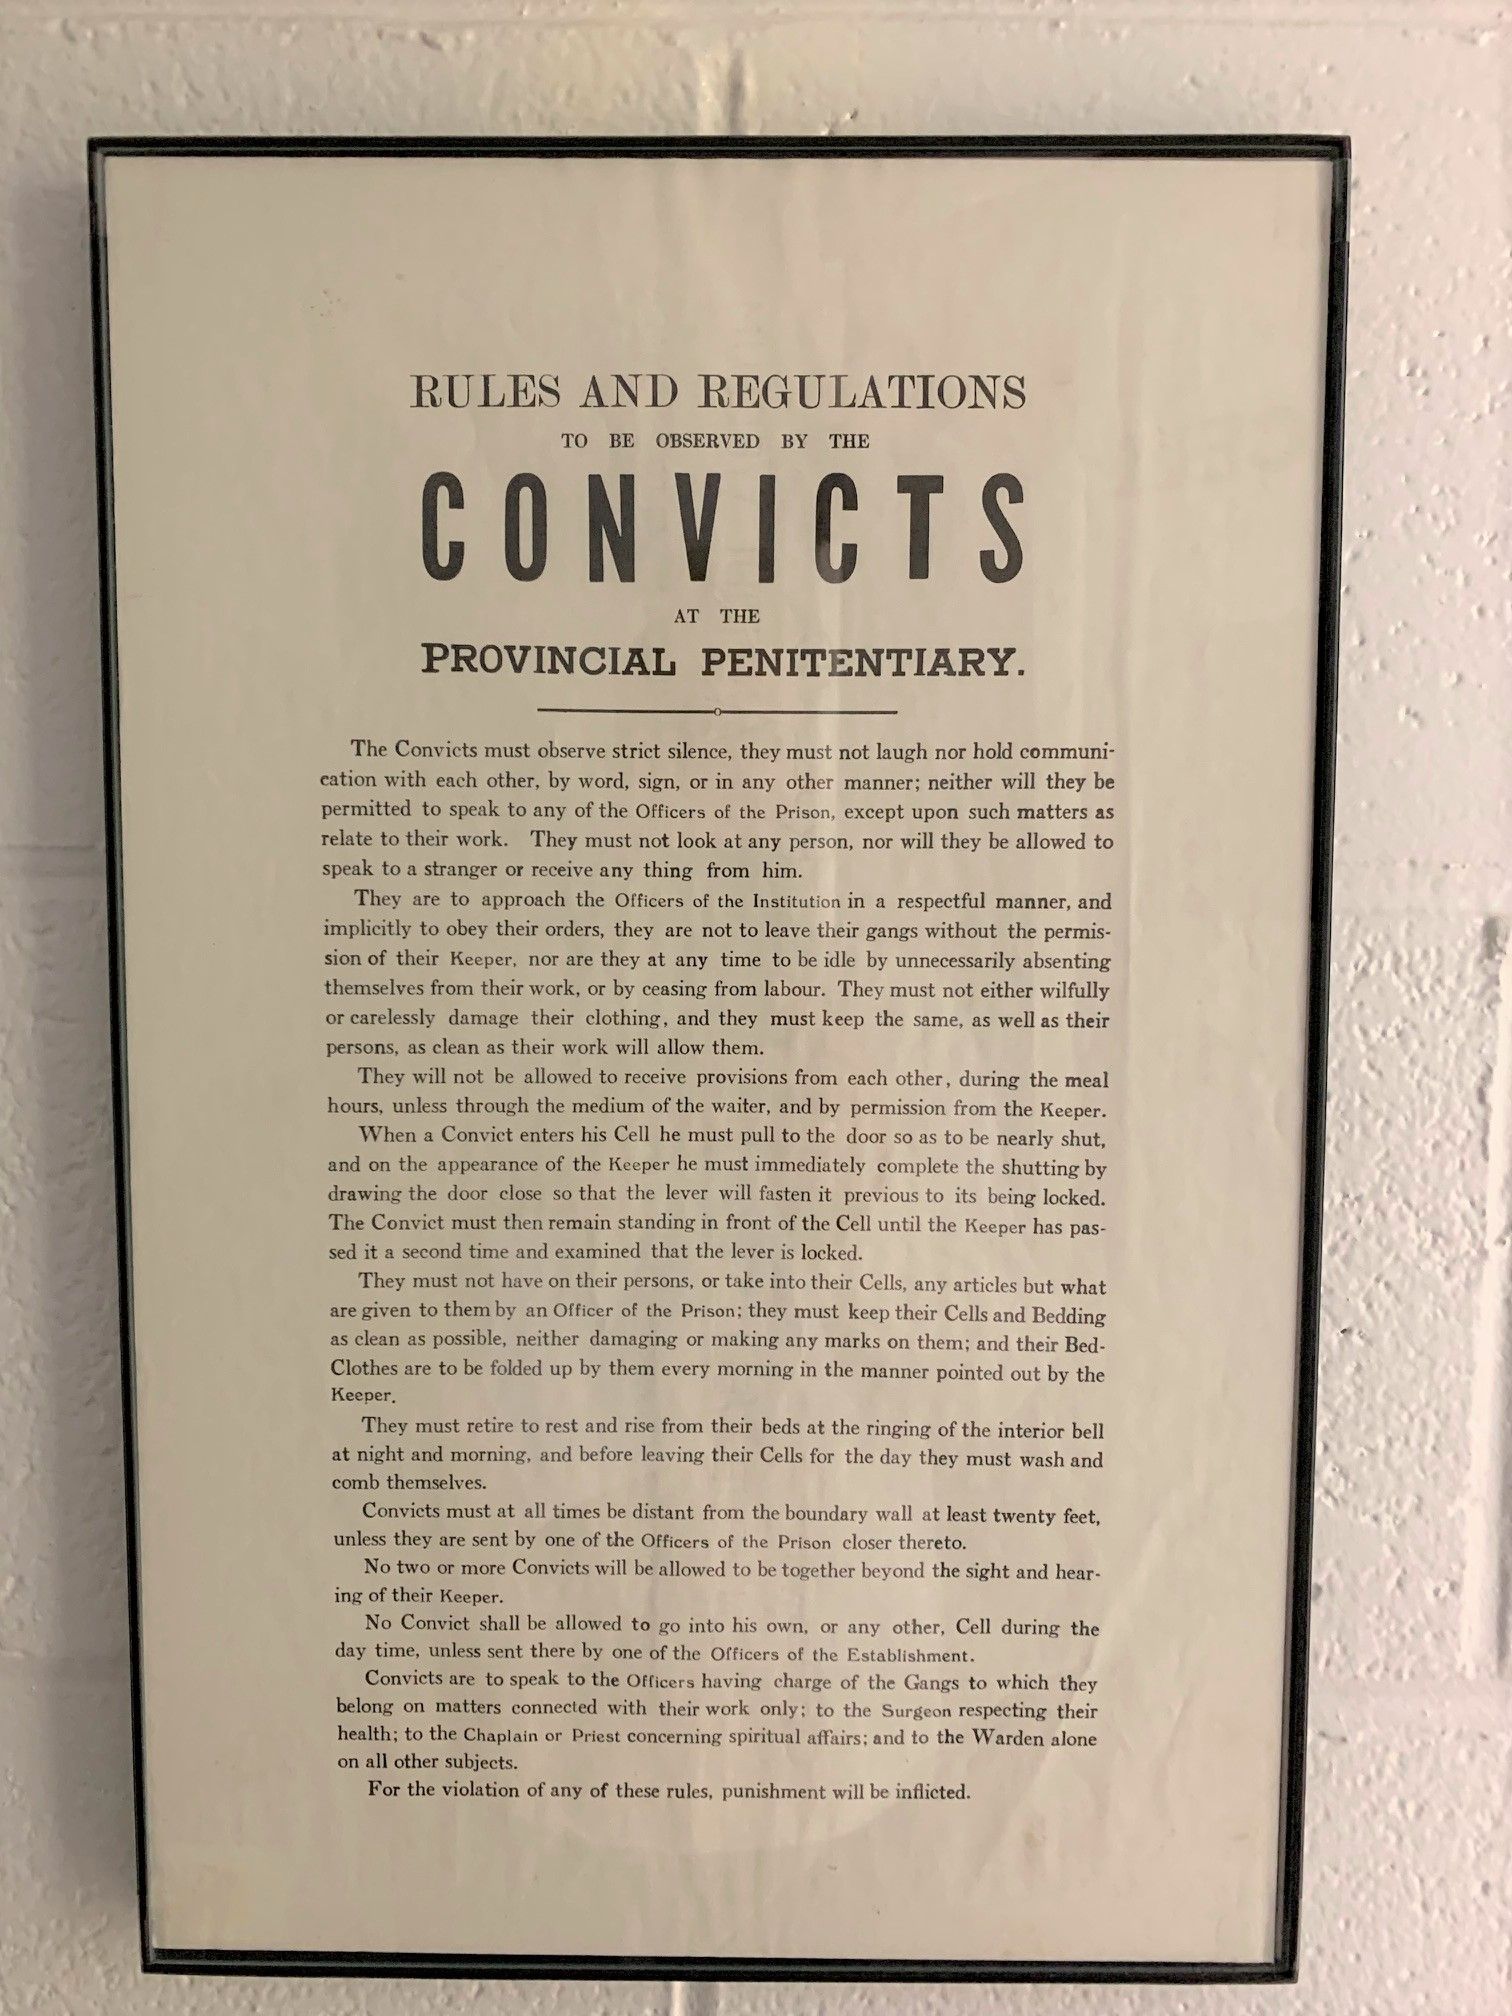 RULES AND REGULATIONS
TO BE OBSERVED BY THE
CONVICTS
AT THE
PROVINCIAL PENITENTIARY.
The Convicts must observe strict silence, they must not laugh nor hold communi-
cation with each other, by word, sign, or in any other manner; neither will they be
permitted to speak to any of the Officers of the Prison, except upon such matters as
relate to their work. They must not look at any person, nor will they be allowed to
speak to a stranger or receive any thing from him.
They are to approach the Officers of the Institution in a respectful manner, and
implicitly to obey their orders, they are not to leave their gangs without the permis-
sion of their Keeper, nor are they at any time to be idle by unnecessarily absenting
themselves from their work, or by ceasing from labour. They must not either wilfully
or carelessly damage their clothing, and they must keep the same, as well as their
persons, as clean as their work will allow them.
They will not be allowed to receive provisions from each other, during the meal
hours, unless through the medium of the waiter, and by permission from the Keeper.
When a Convict enters his Cell he must pull to the door so as to be nearly shut,
and on the appearance of the Keeper he must immediately complete the shutting by
drawing the door close so that the lever will fasten it previous to its being locked.
The Convict must then remain standing in front of the Cell until the Keeper has pas-
sed it a second time and examined that the lever is locked.
They must not have on their persons, or take into their Cells, any articles but what
are given to them by an Officer of the Prison; they must keep their Cells and Bedding
as clean as possible, neither damaging or making any marks on them; and their Bed-
Clothes are to be folded up by them every morning in the manner pointed out by the
Keeper.
They must retire to rest and rise from their beds at the ringing of the interior bell
at night and morning, and before leaving their Cells for the day they must wash and
comb themselves.
Convicts must at all times be distant from the boundary wall at least twenty feet,
unless they are sent by one of the Officers of the Prison closer thereto.
No two or more Convicts will be allowed to be together beyond the sight and hear-
ing of their Keeper.
No Convict shall be allowed to go into his own, or any other, Cell during the
day time, unless sent there by one of the Officers of the Establishment.
Convicts are to speak to the Officers having charge of the Gangs to which they
belong on matters connected with their work only; to the Surgeon respecting their
health; to the Chaplain or Priest concerning spiritual affairs; and to the Warden alone
on all other subjects.
For the violation of any of these rules, punishment will be inflicted.